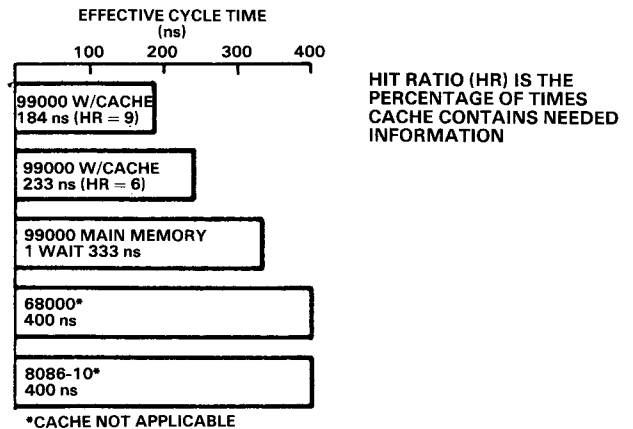 EFFECTIVE CYCLE TIME
(ns)
100 200 300 400
99000 W/CACHE
184 ns (HR = 9)
99000 W/CACHE
233 ns (HR = 6)
99000 MAIN MEMORY
1 WAIT 333 ns
68000*
400 ns
8086-10*
400 ns
*CACHE NOT APPLICABLE
HIT RATIO (HR) IS THE
PERCENTAGE OF TIMES
CACHE CONTAINS NEEDED
INFORMATION